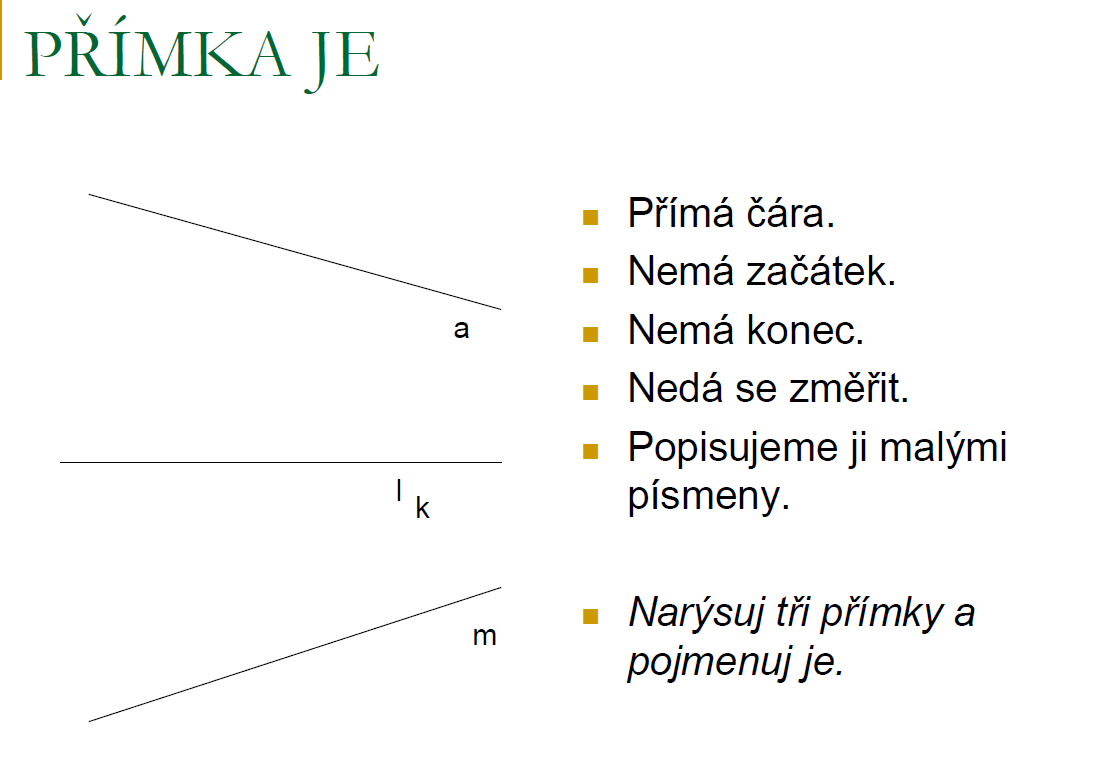 PŘÍMKA JE
a
l
k
m
Přímá čára.
Nemá začátek.
Nemá konec.
Nedá se změřit.
Popisujeme ji malými
písmeny.
Narýsuj tři přímky a
pojmenuj je.